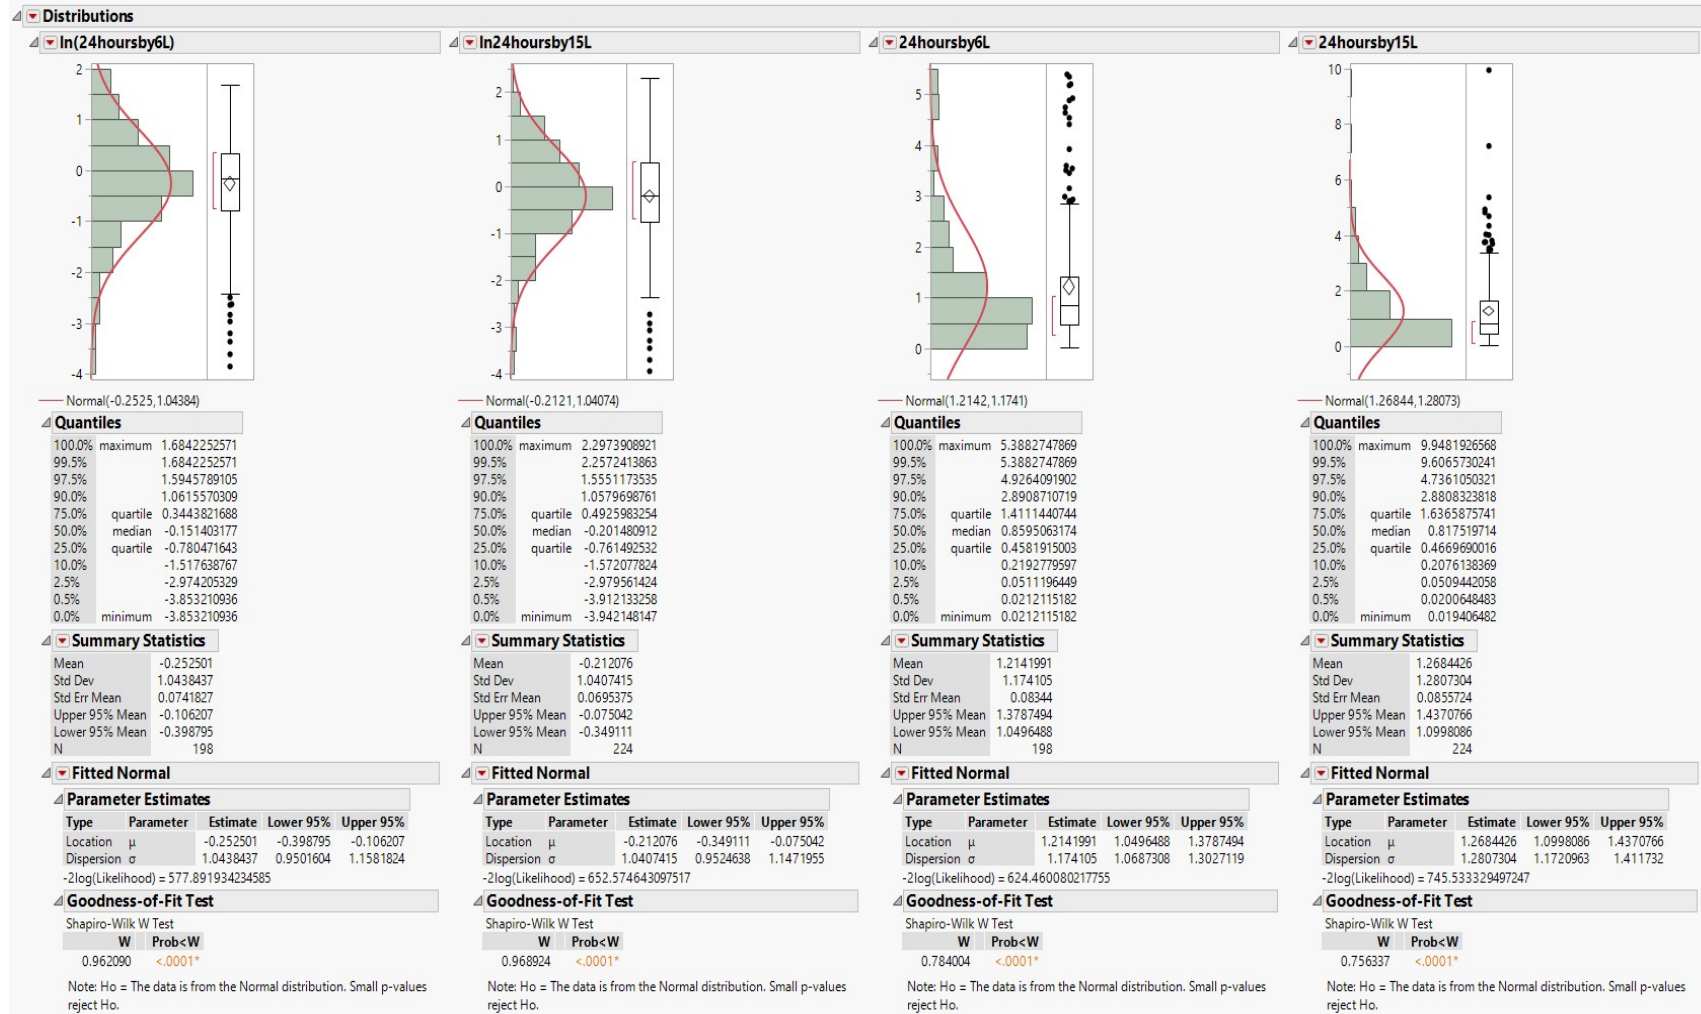 Distributions
ln(24hoursby6L)
2
1
0
-1
-2
-3
-4
Normal(-0.2525,1.04384)
Quantiles
100.0% maximum 1.6842252571
99.5% 1.6842252571
97.5% 1.5945789105
90.0% 1.0615570309
75.0% quartile 0.3443821688
50.0% median -0.151403177
25.0% quartile -0.780471643
10.0% -1.517638767
2.5% -2.974205329
0.5% -3.853210936
0.0% minimum -3.853210936
Summary Statistics
Mean -0.252501
Std Dev 1.0438437
Std Err Mean 0.0741827
Upper 95% Mean -0.106207
Lower 95% Mean -0.398795
N 198
Fitted Normal
Parameter Estimates
Type Parameter Estimate Lower 95% Upper 95%
Location μ -0.252501 -0.398795 -0.106207
Dispersion σ 1.0438437 0.9501604 1.1581824
-2log(Likelihood) = 577.891934234585
Goodness-of-Fit Test
Shapiro-Wilk W Test
W Prob<W
0.962090 <.0001*
Note: Ho = The data is from the Normal distribution. Small p-values
reject Ho.
ln24hoursby15L
2
1
0
-1
-2
-3
-4
Normal(-0.2121,1.04074)
Quantiles
100.0% maximum 2.2973908921
99.5% 2.2572413863
97.5% 1.5551173535
90.0% 1.0579698761
75.0% quartile 0.4925983254
50.0% median -0.201480912
25.0% quartile -0.761492532
10.0% -1.572077824
2.5% -2.979561424
0.5% -3.912133258
0.0% minimum -3.942148147
Summary Statistics
Mean -0.212076
Std Dev 1.0407415
Std Err Mean 0.0695375
Upper 95% Mean -0.075042
Lower 95% Mean -0.349111
N 224
Fitted Normal
Parameter Estimates
Type Parameter Estimate Lower 95% Upper 95%
Location μ -0.212076 -0.349111 -0.075042
Dispersion σ 1.0407415 0.9524638 1.1471955
-2log(Likelihood) = 652.574643097517
Goodness-of-Fit Test
Shapiro-Wilk W Test
W Prob<W
0.968924 <.0001*
Note: Ho = The data is from the Normal distribution. Small p-values
reject Ho.
24hoursby6L
5
4
3
2
1
0
Normal(1.2142,1.1741)
Quantiles
100.0% maximum 5.3882747869
99.5% 5.3882747869
97.5% 4.9264091902
90.0% 2.8908710719
75.0% quartile 1.4111440744
50.0% median 0.8595063174
25.0% quartile 0.4581915003
10.0% 0.2192779597
2.5% 0.0511196449
0.5% 0.0212115182
0.0% minimum 0.0212115182
Summary Statistics
Mean 1.2141991
Std Dev 1.174105
Std Err Mean 0.08344
Upper 95% Mean 1.3787494
Lower 95% Mean 1.0496488
N 198
Fitted Normal
Parameter Estimates
Type Parameter Estimate Lower 95% Upper 95%
Location μ 1.2141991 1.0496488 1.3787494
Dispersion σ 1.174105 1.0687308 1.3027119
-2log(Likelihood) = 624.460080217755
Goodness-of-Fit Test
Shapiro-Wilk W Test
W Prob<W
0.784004 <.0001*
Note: Ho = The data is from the Normal distribution. Small p-values
reject Ho.
24hoursby15L
10
8
6
4
2
0
Normal(1.26844,1.28073)
Quantiles
100.0% maximum 9.9481926568
99.5% 9.6065730241
97.5% 4.7361050321
90.0% 2.8808323818
75.0% quartile 1.6365875741
50.0% median 0.817519714
25.0% quartile 0.4669690016
10.0% 0.2076138369
2.5% 0.0509442058
0.5% 0.0200648483
0.0% minimum 0.019406482
Summary Statistics
Mean 1.2684426
Std Dev 1.2807304
Std Err Mean 0.0855724
Upper 95% Mean 1.4370766
Lower 95% Mean 1.0998086
N 224
Fitted Normal
Parameter Estimates
Type Parameter Estimate Lower 95% Upper 95%
Location μ 1.2684426 1.0998086 1.4370766
Dispersion σ 1.2807304 1.1720963 1.411732
-2log(Likelihood) = 745.533329497247
Goodness-of-Fit Test
Shapiro-Wilk W Test
W Prob<W
0.756337 <.0001*
Note: Ho = The data is from the Normal distribution. Small p-values
reject Ho.